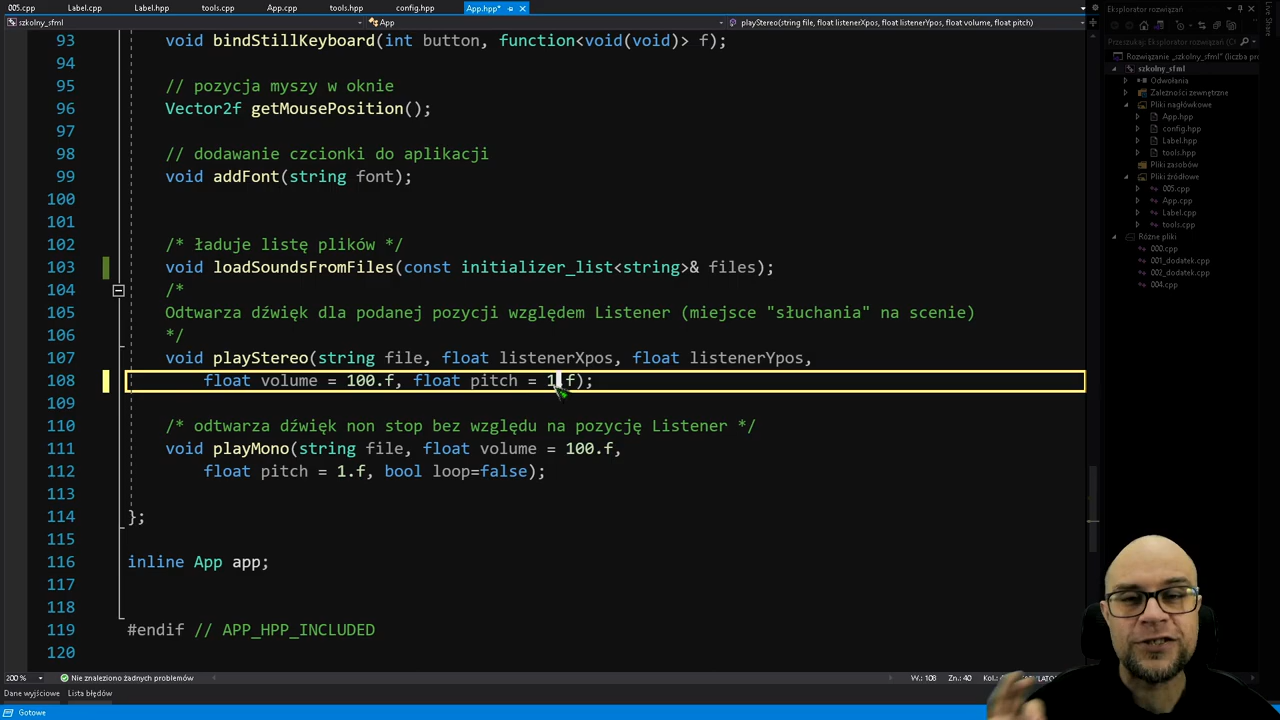 005.cpp Label.cpp Label.hpp tools.cpp App.cpp tools.hpp config.hpp App.hpp*
szkolny_sfml App playStereo(string file, float listenerXpos, float listenerYpos, float volume, float pitch)
93 void bindStillKeyboard(int button, function<void(void)> f);
94
95 // pozycja myszy w oknie
96 Vector2f getMousePosition();
97
98 // dodawanie czcionki do aplikacji
99 void addFont(string font);
100
101
102 /* ładuje listę plików */
103 void loadSoundsFromFiles(const initializer_list<string>& files);
104 /*
105 Odtwarza dźwięk dla podanej pozycji względem Listener (miejsce "słuchania" na scenie)
106 */
107 void playStereo(string file, float listenerXpos, float listenerYpos,
108 float volume = 100.f, float pitch = 1.f);
109
110 /* odtwarza dźwięk non stop bez względu na pozycję Listener */
111 void playMono(string file, float volume = 100.f,
112 float pitch = 1.f, bool loop=false);
113
114 };
115
116 inline App app;
117
118
119 #endif // APP_HPP_INCLUDED
120
200 % Nie znaleziono żadnych problemów W.: 108 Zn.: 40 Kol.:
Dane wyjściowe Lista błędów
Gotowe
Eksplorator rozwiązań
Przeszukaj: Eksplorator rozwiązań
Rozwiązanie „szkolny_sfml" (liczba pro
szkolny_sfml
Odwołania
Zależności zewnętrzne
Pliki nagłówkowe
App.hpp
config.hpp
Label.hpp
tools.hpp
Pliki zasobów
Pliki źródłowe
005.cpp
App.cpp
Label.cpp
tools.cpp
Różne pliki
000.cpp
001_dodatek.cpp
002_dodatek.cpp
004.cpp
Live Share